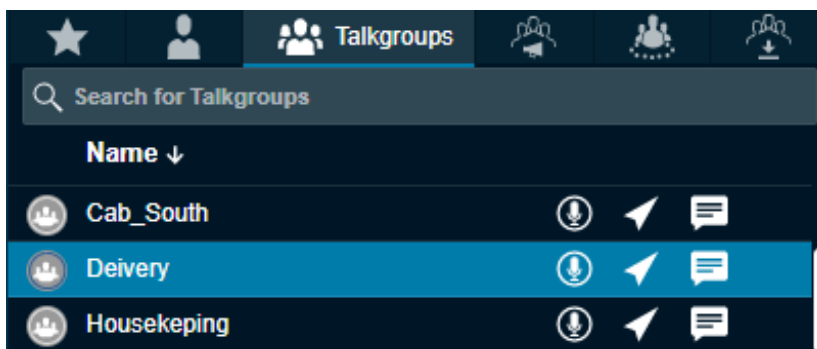 Talkgroups
Search for Talkgroups
Name ↓
Cab_South
Deivery
Housekeping